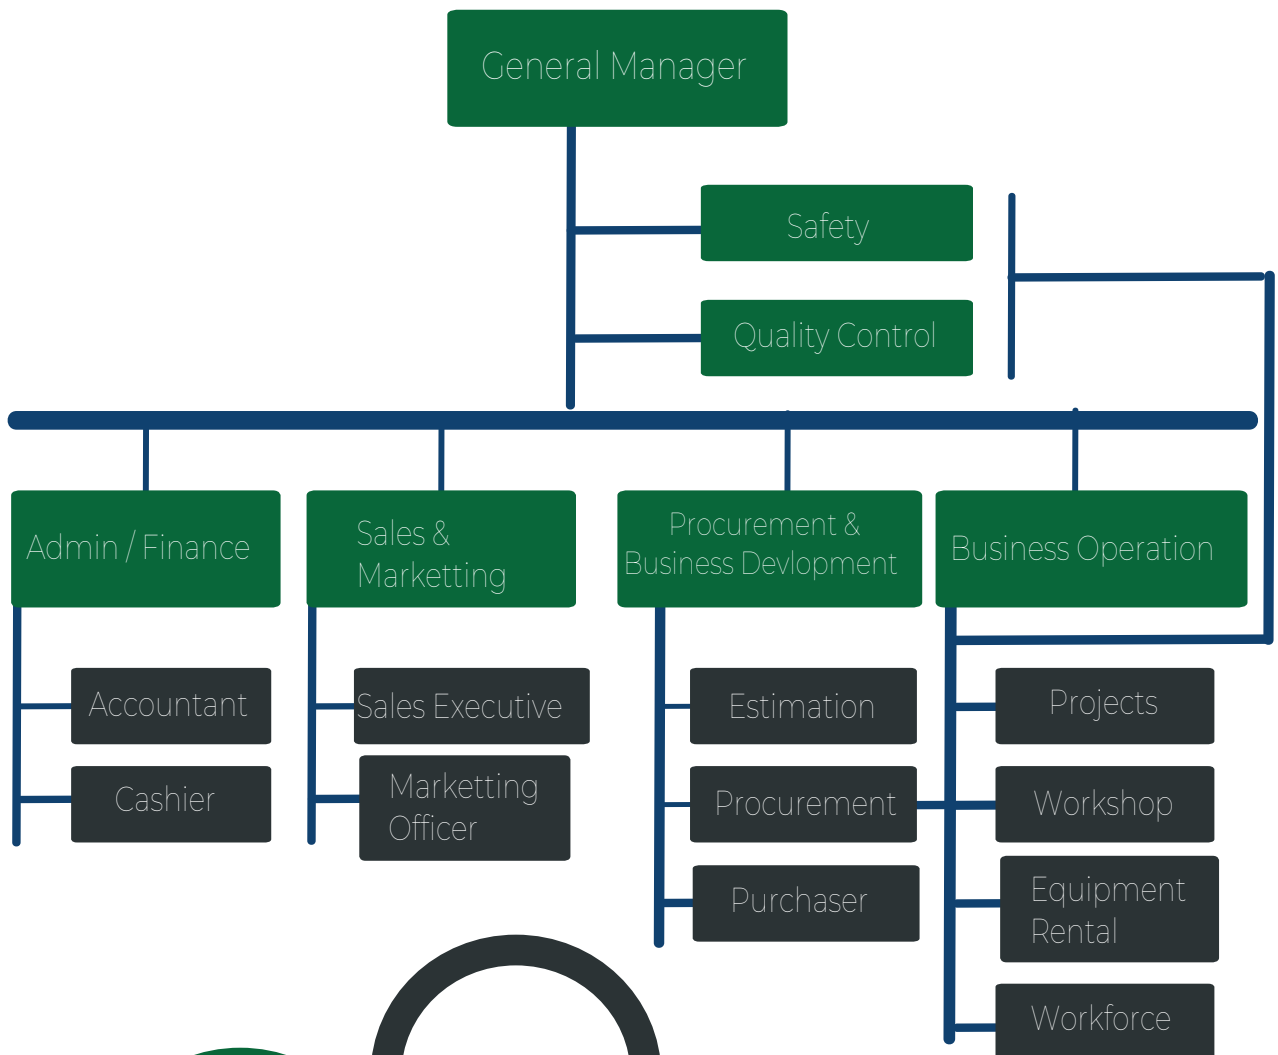 General Manager
Safety
Quality Control
Admin / Finance
Sales &
Marketting
Procurement &
Business Devlopment
Business Operation
Accountant
Cashier
Sales Executive
Marketting
Officer
Estimation
Procurement
Purchaser
Projects
Workshop
Equipment
Rental
Workforce